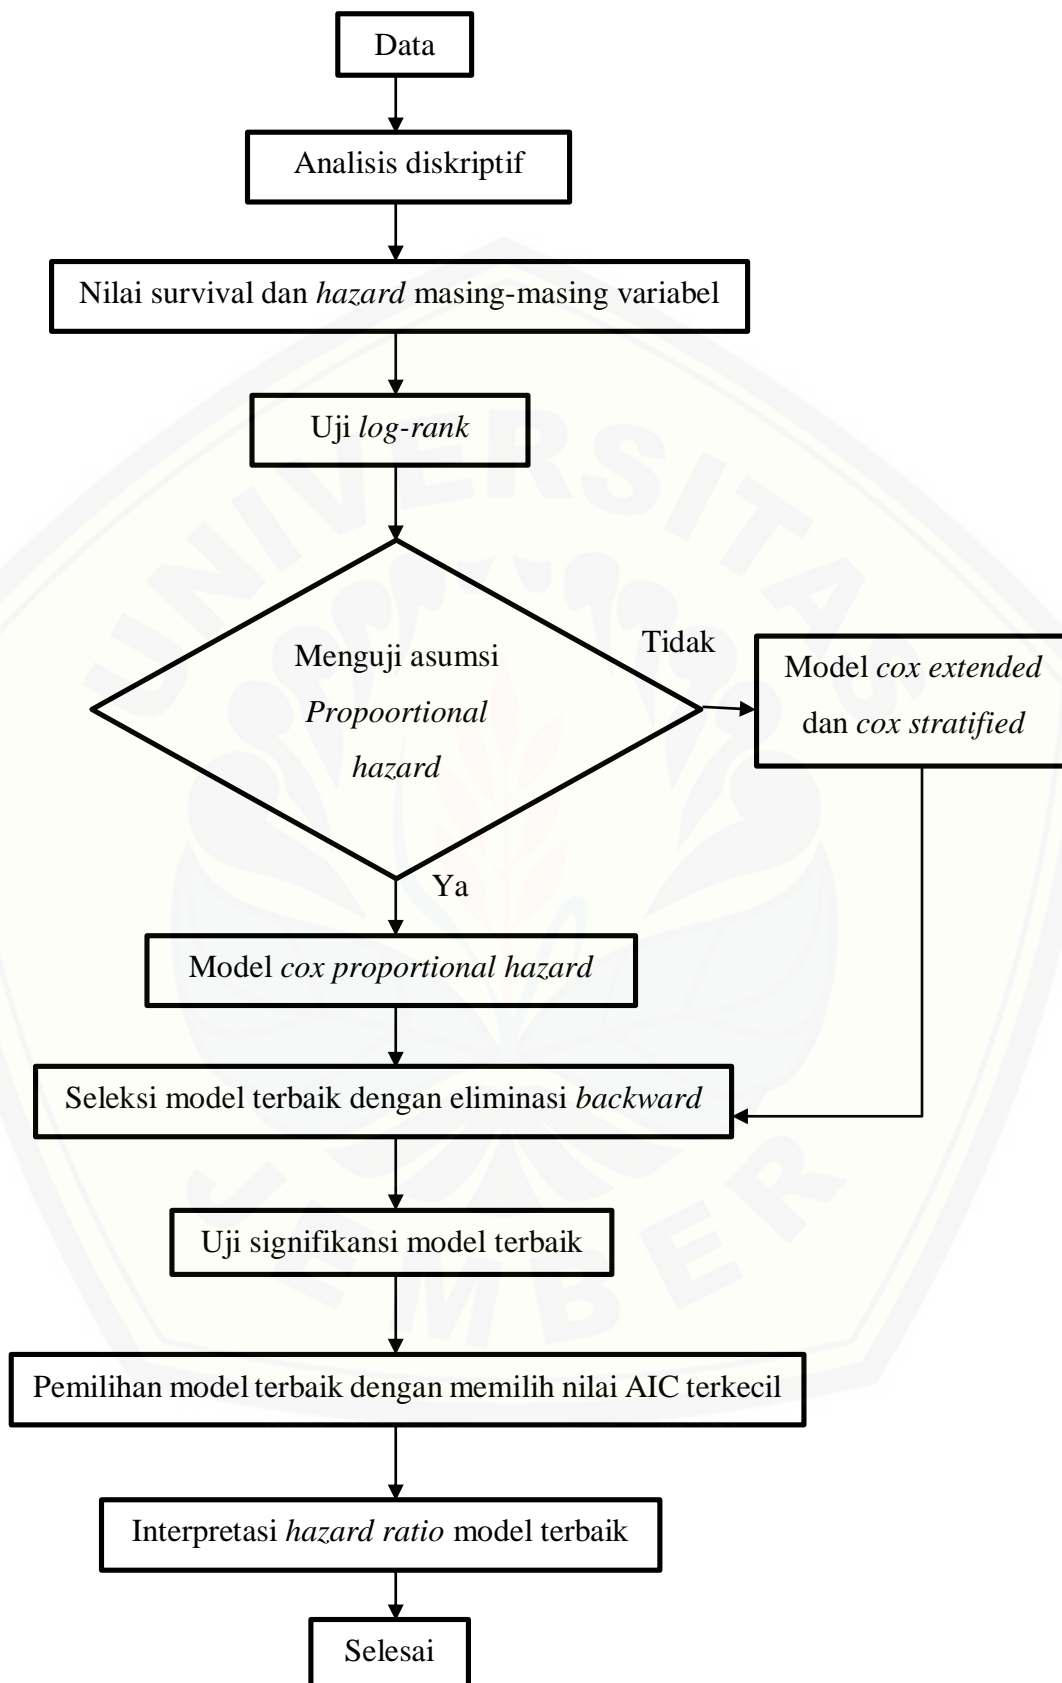 Data
Analisis diskriptif
Nilai survival dan hazard masing-masing variabel
Uji log-rank
Menguji asumsi
Propoortional
hazard
Tidak
Model cox extended
dan cox stratified
Ya
Model cox proportional hazard
Seleksi model terbaik dengan eliminasi backward
Uji signifikansi model terbaik
Pemilihan model terbaik dengan memilih nilai AIC terkecil
Interpretasi hazard ratio model terbaik
Selesai
UNIVERSITAS
JEMBER